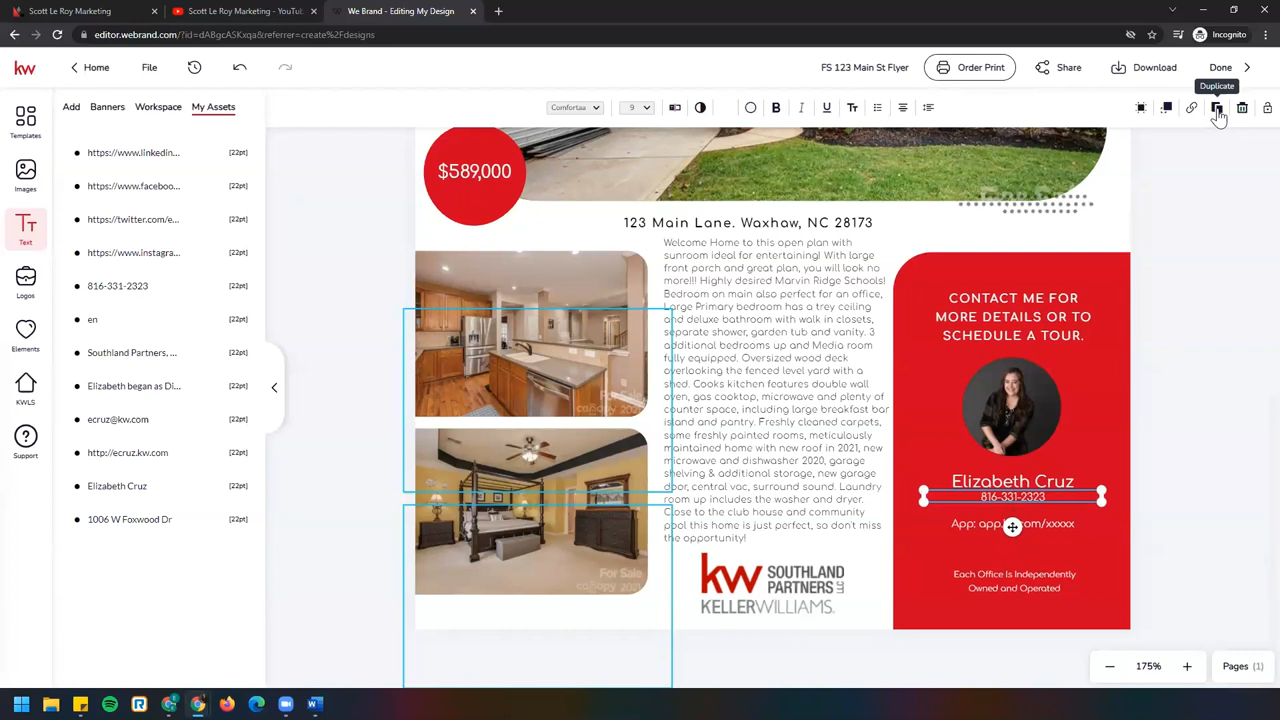 Scott Le Roy Marketing
Scott Le Roy Marketing - YouTu
We Brand - Editing My Design
editor.webrand.com/?id=dABgcASKxqa&referrer=create%2Fdesigns
Incognito
kw
Home
File
FS 123 Main St Flyer
Order Print
Share
Download
Done
Duplicate
Add
Banners
Workspace
My Assets
Comfortaa
9
Templates
Images
Text
Logos
Elements
KWLS
Support
https://www.linkedin... [22pt]
https://www.faceboo... [22pt]
https://twitter.com/e... [22pt]
https://www.instagra... [22pt]
816-331-2323 [22pt]
en [22pt]
Southland Partners, ... [22pt]
Elizabeth began as Di... [22pt]
ecruz@kw.com [22pt]
http://ecruz.kw.com [22pt]
Elizabeth Cruz [22pt]
1006 W Foxwood Dr [22pt]
$589,000
For Sale
123 Main Lane. Waxhaw, NC 28173
Welcome Home to this open plan with
sunroom ideal for entertaining! With large
front porch and great plan, you will look no
more!!! Highly desired Marvin Ridge Schools!
Bedroom on main also perfect for an office,
Large Primary bedroom has a trey ceiling
and deluxe bathroom with walk in closets,
separate shower, garden tub and vanity. 3
additional bedrooms up and Media room
fully equipped. Oversized wood deck
overlooking the fenced level yard with a
shed. Cooks kitchen features double wall
oven, gas cooktop, microwave and plenty of
counter space, including large breakfast bar
island and pantry. Freshly cleaned carpets,
some freshly painted rooms, meticulously
maintained home with new roof in 2021, new
microwave and dishwasher 2020, garage
shelving & additional storage, new garage
door, central vac, surround sound. Laundry
room up includes the washer and dryer.
Close to the club house and community
pool this home is just perfect, so don't miss
the opportunity!
For Sale
canopy 2021
For Sale
canopy 2021
kw SOUTHLAND
PARTNERS LLC
KELLERWILLIAMS.
CONTACT ME FOR
MORE DETAILS OR TO
SCHEDULE A TOUR.
Elizabeth Cruz
816-331-2323
App: app. com/xxxxx
Each Office Is Independently
Owned and Operated
175%
Pages (1)